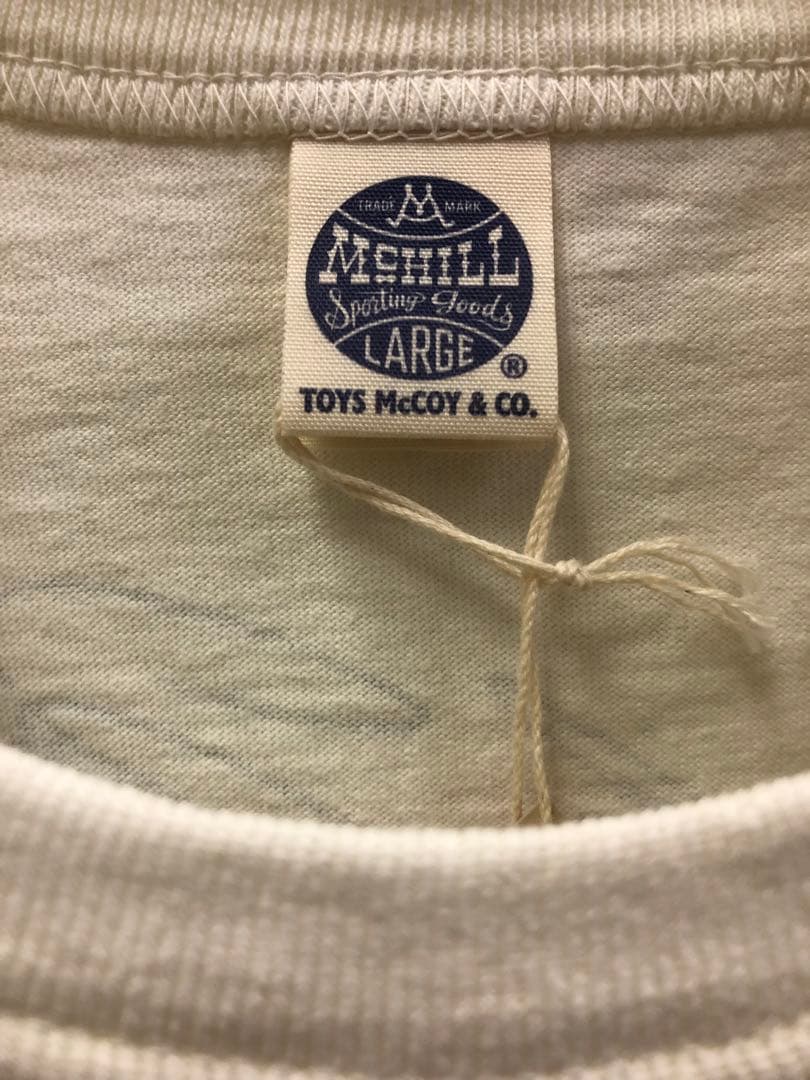 TRADE M MARK
McHILL
Sporting Goods
LARGE ®
TOYS McCOY & CO.